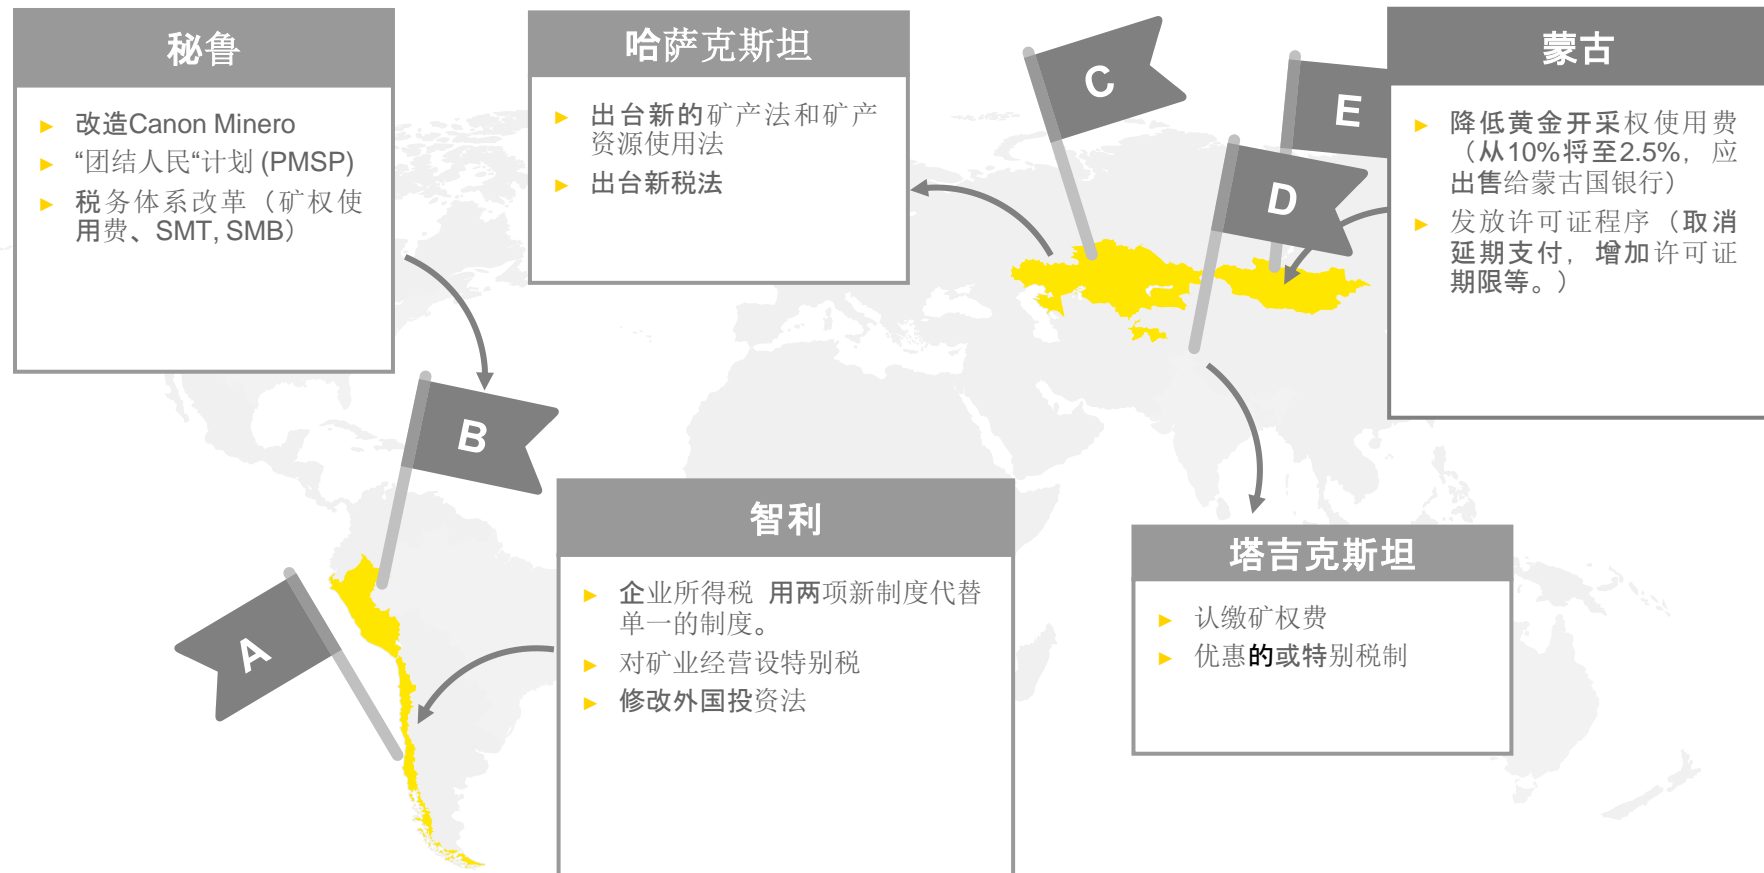 秘鲁
► 改造Canon Minero
► “团结人民“计划 (PMSP)
► 税务体系改革（矿权使
用费、SMT, SMB）
哈萨克斯坦
► 出台新的矿产法和矿产
资源使用法
► 出台新税法
C
E
D
蒙古
► 降低黄金开采权使用费
（从10%将至2.5%，应
出售给蒙古国银行）
► 发放许可证程序（取消
延期支付，增加许可证
期限等。）
B
A
智利
► 企业所得税 用两项新制度代替
单一的制度。
► 对矿业经营设特别税
► 修改外国投资法
塔吉克斯坦
► 认缴矿权费
► 优惠的或特别税制